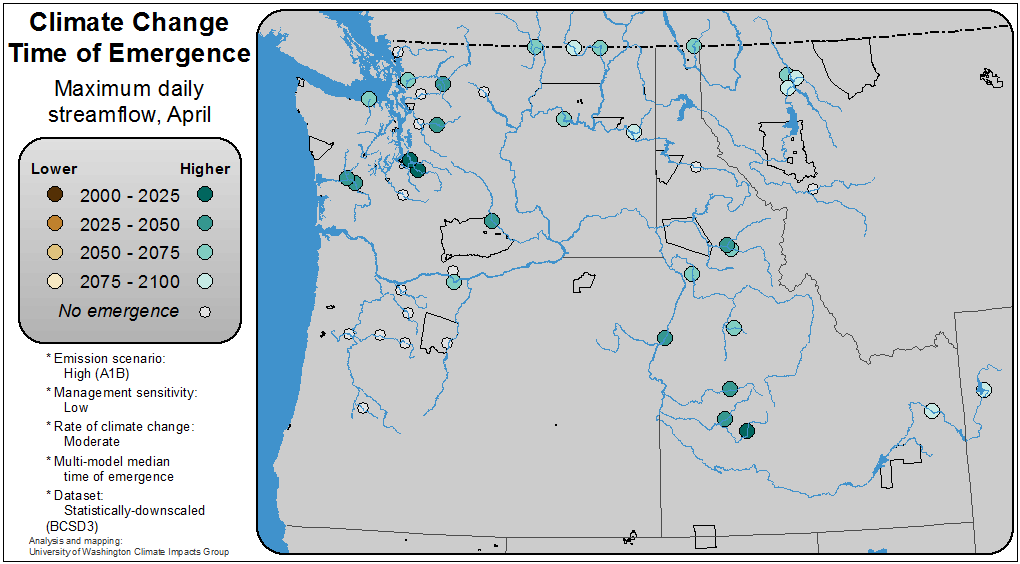 Climate Change
Time of Emergence
Maximum daily
streamflow, April
Lower Higher
2000 - 2025
2025 - 2050
2050 - 2075
2075 - 2100
No emergence
* Emission scenario:
High (A1B)
* Management sensitivity:
Low
* Rate of climate change:
Moderate
* Multi-model median
time of emergence
* Dataset:
Statistically-downscaled
(BCSD3)
Analysis and mapping:
University of Washington Climate Impacts Group